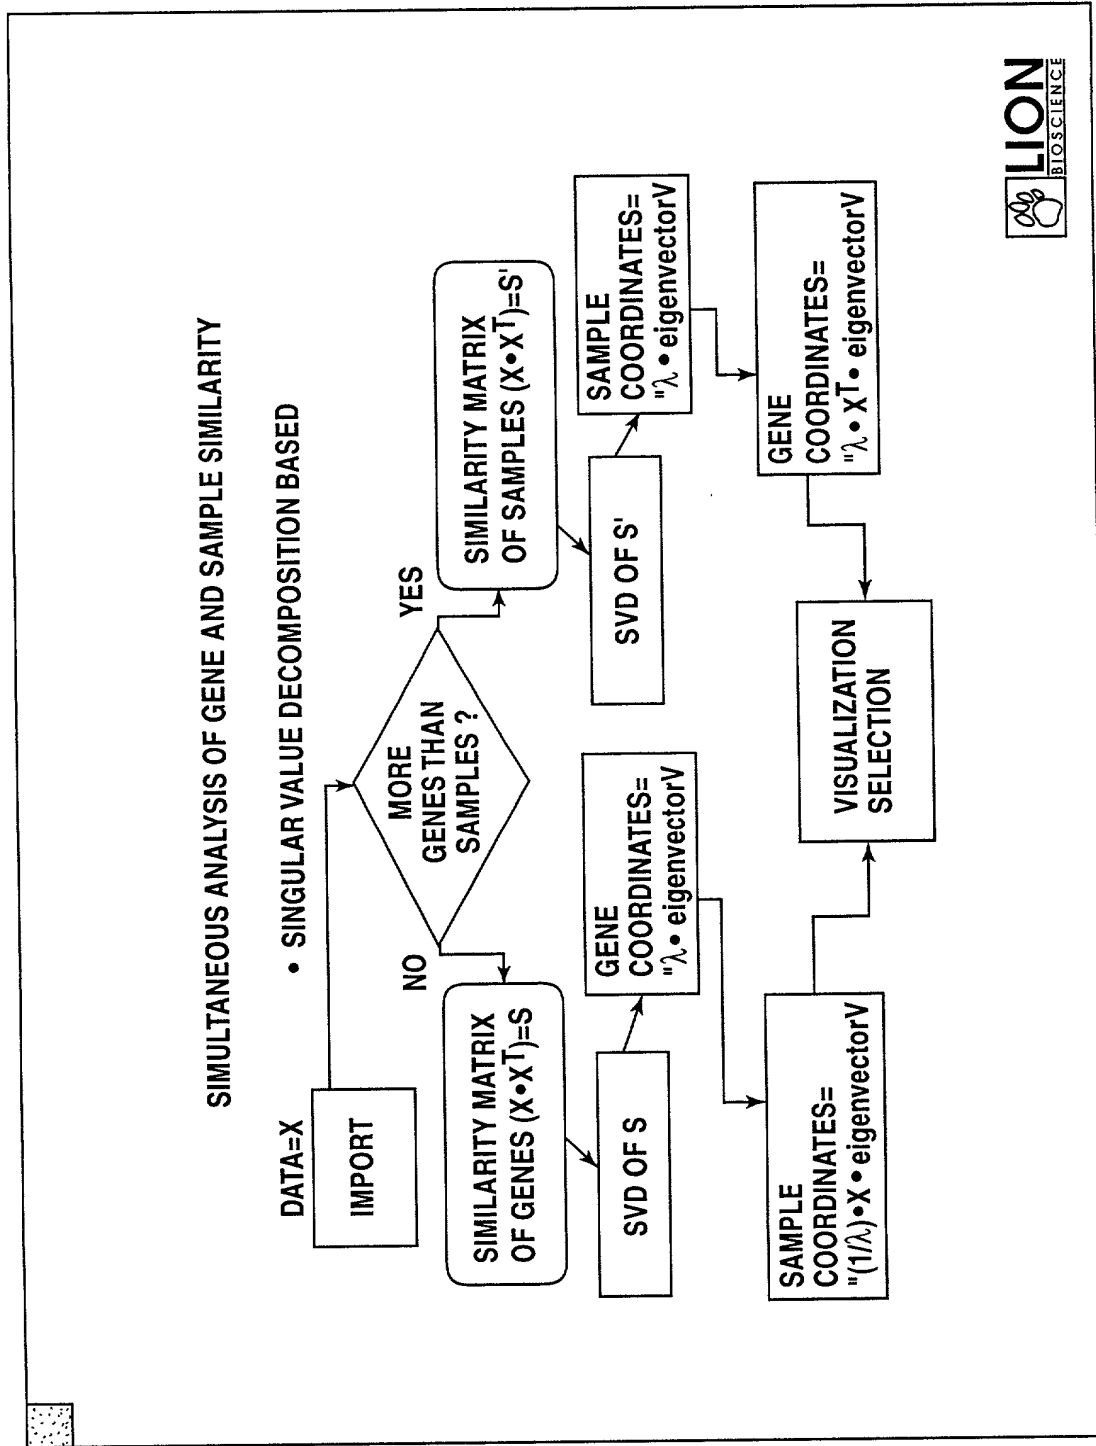 SIMULTANEOUS ANALYSIS OF GENE AND SAMPLE SIMILARITY
• SINGULAR VALUE DECOMPOSITION BASED
DATA=X
IMPORT
MORE
GENES THAN
SAMPLES ?
NO
YES
SIMILARITY MATRIX
OF GENES (X•X^T)=S
SIMILARITY MATRIX
OF SAMPLES (X•X^T)=S'
SVD OF S
GENE
COORDINATES=
"λ • eigenvectorV
SVD OF S'
SAMPLE
COORDINATES=
"λ • eigenvectorV
SAMPLE
COORDINATES=
"(1/λ)•X • eigenvectorV
VISUALIZATION
SELECTION
GENE
COORDINATES=
"λ • X^T • eigenvectorV
LION
BIOSCIENCE